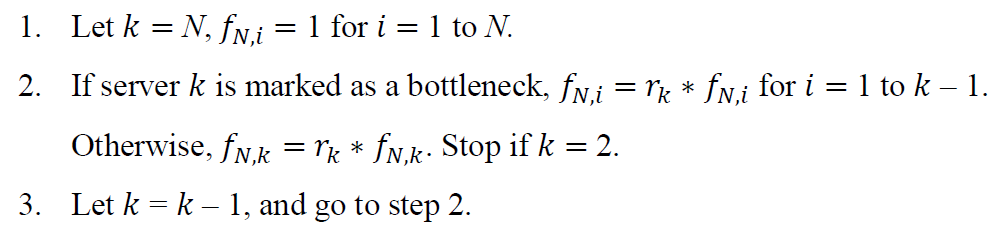 1. Let k = N, f_{N,i} = 1 for i = 1 to N.
2. If server k is marked as a bottleneck, f_{N,i} = r_k * f_{N,i} for i = 1 to k – 1.
Otherwise, f_{N,k} = r_k * f_{N,k}. Stop if k = 2.
3. Let k = k – 1, and go to step 2.